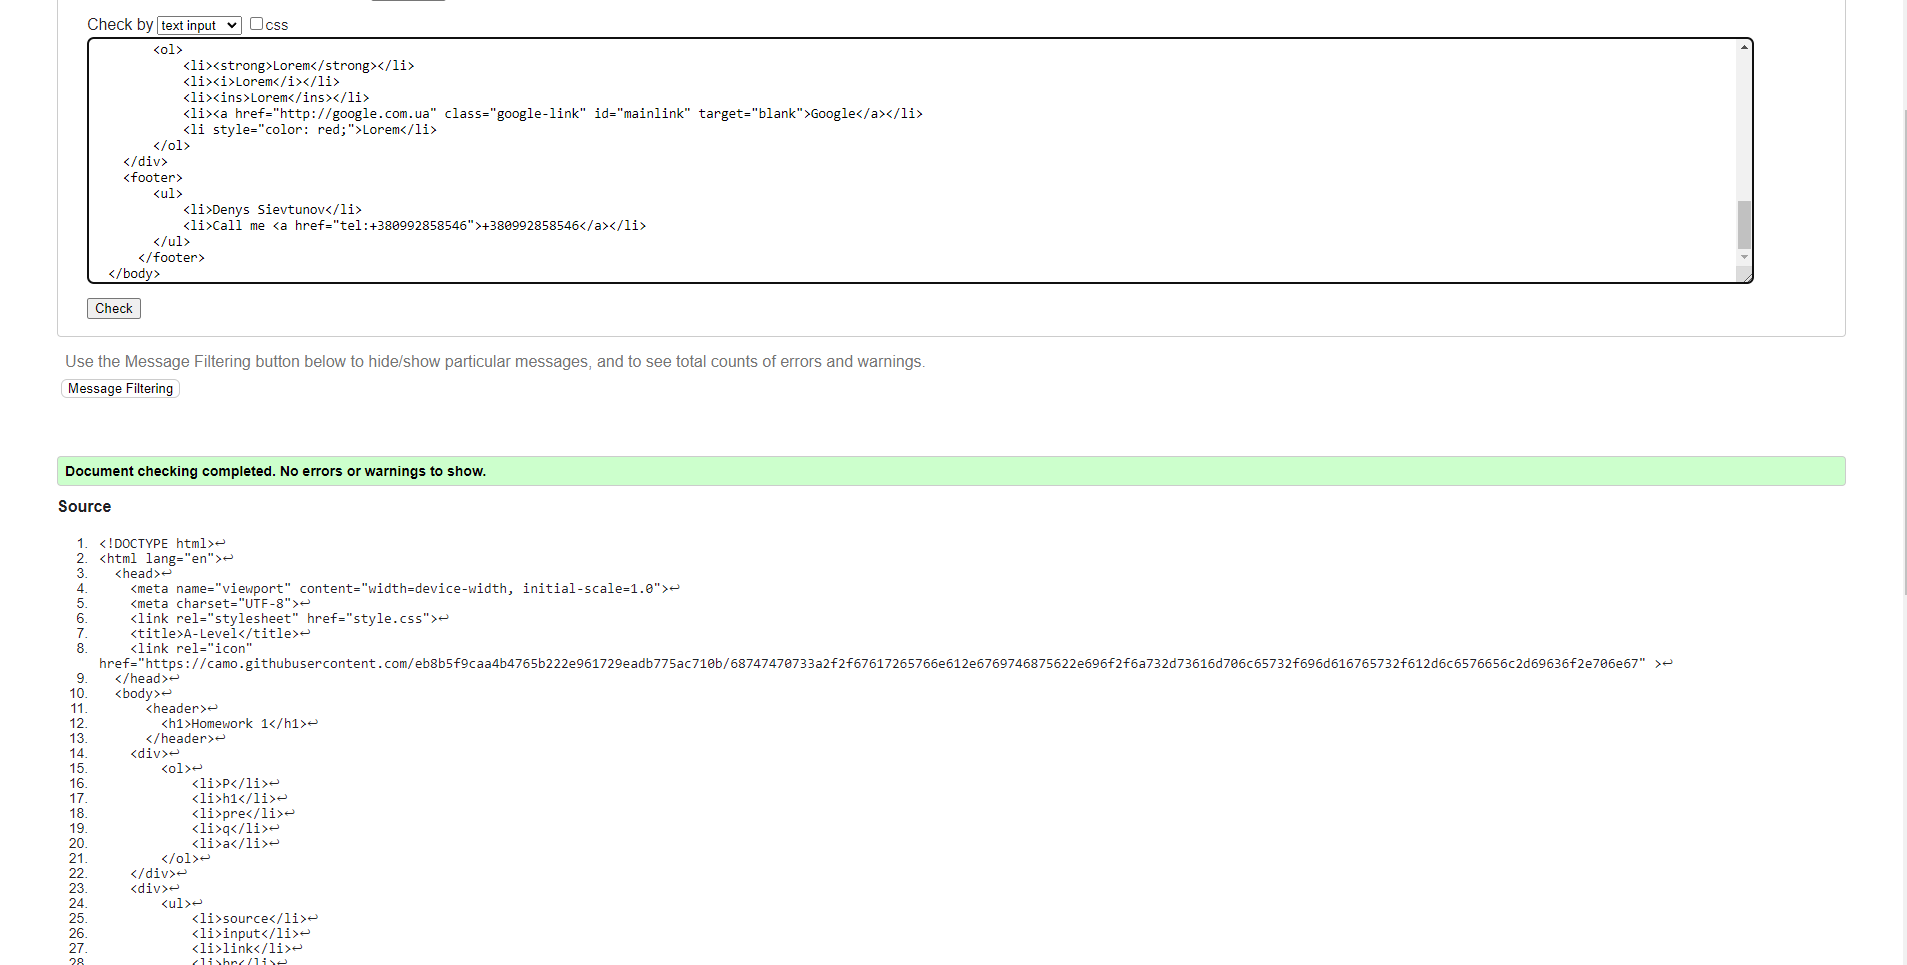 Check by text input css
<ol>
<li><strong>Lorem</strong></li>
<li><i>Lorem</i></li>
<li><ins>Lorem</ins></li>
<li><a href="http://google.com.ua" class="google-link" id="mainlink" target="blank">Google</a></li>
<li style="color: red;">Lorem</li>
</ol>
</div>
<footer>
<ul>
<li>Denys Sievtunov</li>
<li>Call me <a href="tel:+380992858546">+380992858546</a></li>
</ul>
</footer>
</body>
Check
Use the Message Filtering button below to hide/show particular messages, and to see total counts of errors and warnings.
Message Filtering
Document checking completed. No errors or warnings to show.
Source
1. <!DOCTYPE html>↩
2. <html lang="en">↩
3. <head>↩
4. <meta name="viewport" content="width=device-width, initial-scale=1.0">↩
5. <meta charset="UTF-8">↩
6. <link rel="stylesheet" href="style.css">↩
7. <title>A-Level</title>↩
8. <link rel="icon"
href="https://camo.githubusercontent.com/eb8b5f9caa4b4765b222e961729eadb775ac710b/68747470733a2f2f67617265766e612e6769746875622e696f2f6a732d73616d706c65732f696d616765732f612d6c6576656c2d69636f2e706e67" >↩
9. </head>↩
10. <body>↩
11. <header>↩
12. <h1>Homework 1</h1>↩
13. </header>↩
14. <div>↩
15. <ol>↩
16. <li>P</li>↩
17. <li>h1</li>↩
18. <li>pre</li>↩
19. <li>q</li>↩
20. <li>a</li>↩
21. </ol>↩
22. </div>↩
23. <div>↩
24. <ul>↩
25. <li>source</li>↩
26. <li>input</li>↩
27. <li>link</li>↩
28. <li>br</li>↩